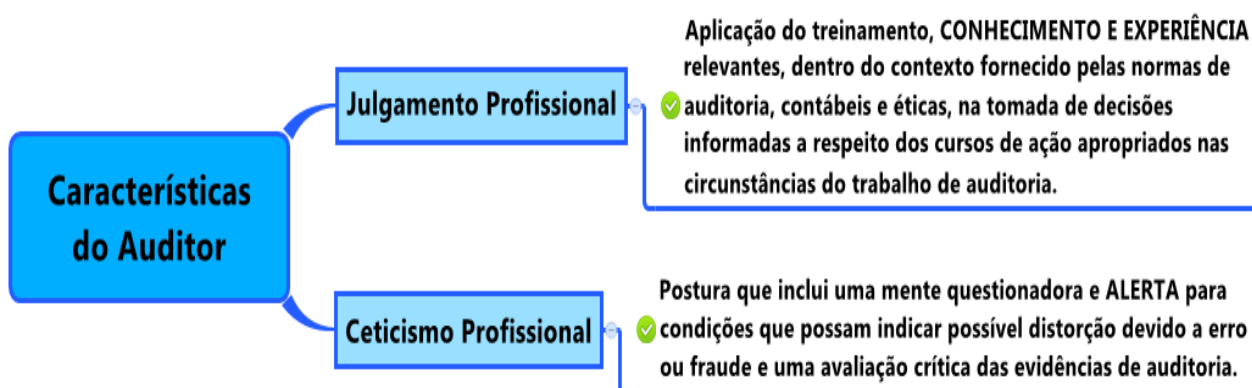 Características
do Auditor
Julgamento Profissional
Aplicação do treinamento, CONHECIMENTO E EXPERIÊNCIA
relevantes, dentro do contexto fornecido pelas normas de
auditoria, contábeis e éticas, na tomada de decisões
informadas a respeito dos cursos de ação apropriados nas
circunstâncias do trabalho de auditoria.
Ceticismo Profissional
Postura que inclui uma mente questionadora e ALERTA para
condições que possam indicar possível distorção devido a erro
ou fraude e uma avaliação crítica das evidências de auditoria.